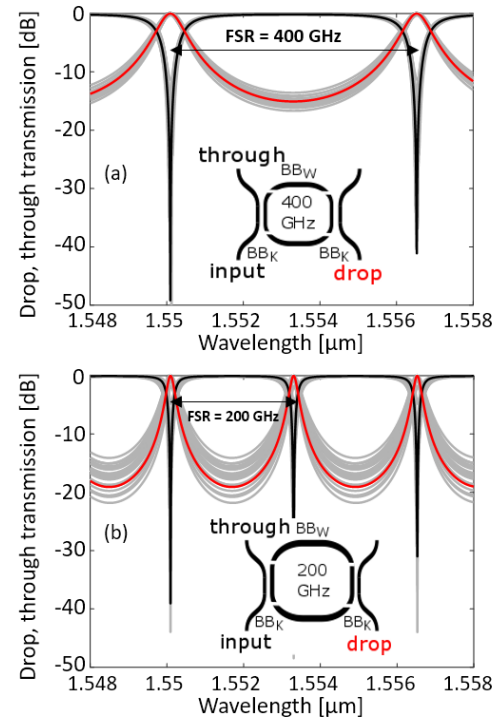 0
-10
-20
-30
-40
-50
Drop, through transmission [dB]
FSR = 400 GHz
(a)
through
BBW
400
GHz
BBK
BBK
input
drop
1.548
1.55
1.552
1.554
1.556
1.558
Wavelength [µm]
0
-10
-20
-30
-40
-50
Drop, through transmission [dB]
FSR = 200 GHz
(b)
through
BBW
200
GHz
BBK
BBK
input
drop
1.548
1.55
1.552
1.554
1.556
1.558
Wavelength [µm]